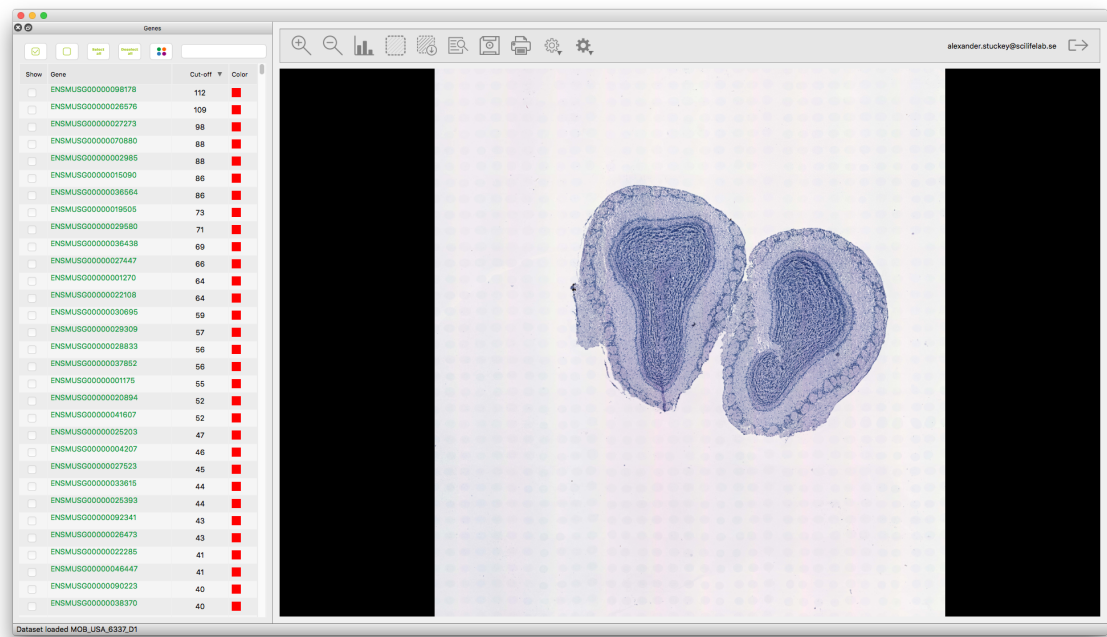 Genes
Select all
Deselect all
alexander.stuckey@scilifelab.se
Show Gene Cut-off Color
ENSMUSG00000098178 112
ENSMUSG00000026576 109
ENSMUSG00000027273 98
ENSMUSG00000070880 88
ENSMUSG00000002985 88
ENSMUSG00000015090 86
ENSMUSG00000036564 86
ENSMUSG00000019505 73
ENSMUSG00000029580 71
ENSMUSG00000036438 69
ENSMUSG00000027447 66
ENSMUSG00000001270 64
ENSMUSG00000022108 64
ENSMUSG00000030695 59
ENSMUSG00000029309 57
ENSMUSG00000028833 56
ENSMUSG00000037852 56
ENSMUSG00000001175 55
ENSMUSG00000020894 52
ENSMUSG00000041607 52
ENSMUSG00000025203 47
ENSMUSG00000004207 46
ENSMUSG00000027523 45
ENSMUSG00000033615 44
ENSMUSG00000025393 44
ENSMUSG00000092341 43
ENSMUSG00000026473 43
ENSMUSG00000022285 41
ENSMUSG00000046447 41
ENSMUSG00000090223 40
ENSMUSG00000038370 40
Dataset loaded MOB_USA_6337_D1